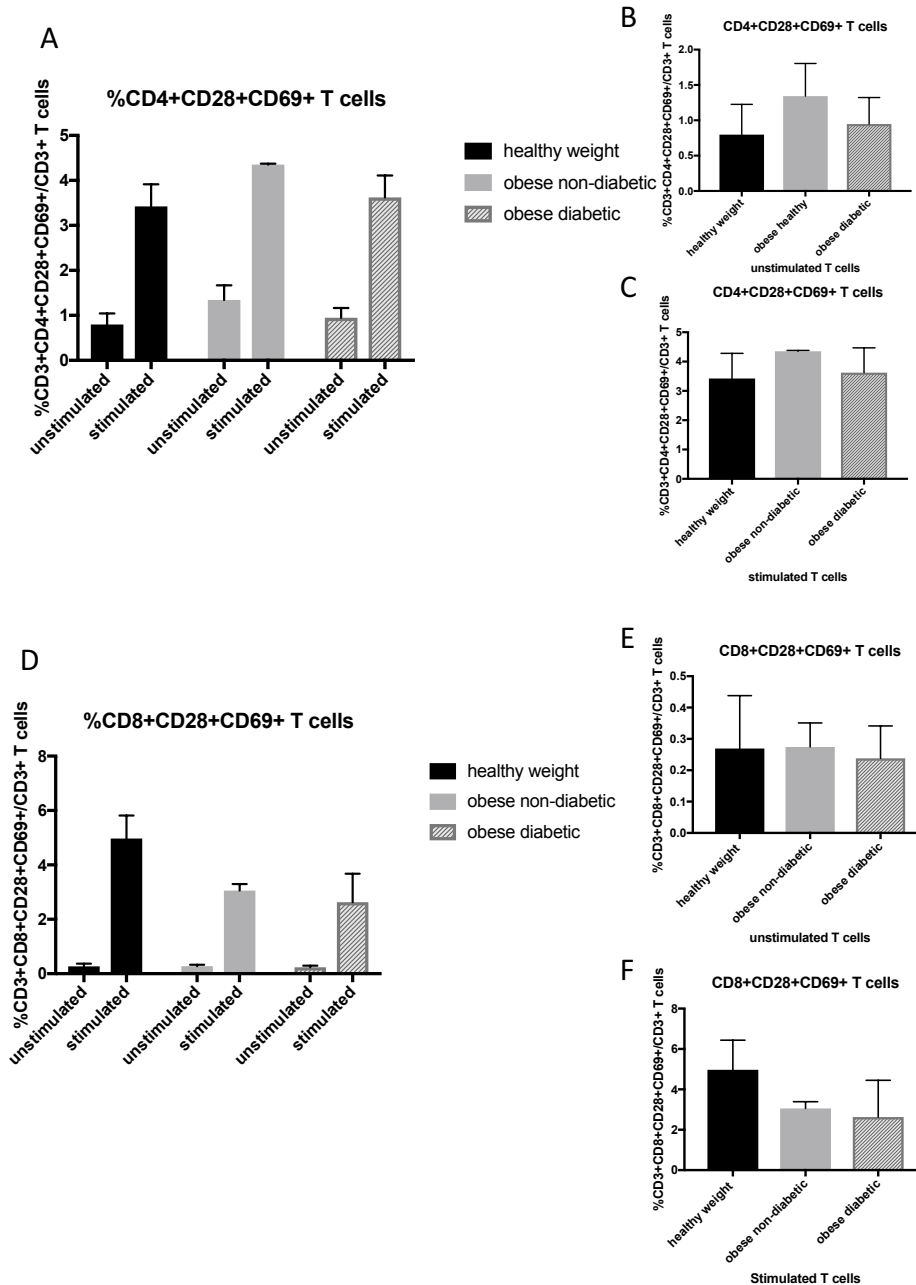 A
%CD4+CD28+CD69+ T cells
%CD3+CD4+CD28+CD69+/CD3+ T cells
5
4
3
2
1
0
unstimulated
stimulated
unstimulated
stimulated
unstimulated
stimulated
healthy weight
obese non-diabetic
obese diabetic
B
CD4+CD28+CD69+ T cells
%CD3+CD4+CD28+CD69+/CD3+ T cells
2.0
1.5
1.0
0.5
0.0
healthy weight
obese healthy
obese diabetic
unstimulated T cells
C
CD4+CD28+CD69+ T cells
%CD3+CD4+CD28+CD69+/CD3+ T cells
5
4
3
2
1
0
healthy weight
obese non-diabetic
obese diabetic
stimulated T cells
D
%CD8+CD28+CD69+ T cells
%CD3+CD8+CD28+CD69+/CD3+ T cells
8
6
4
2
0
unstimulated
stimulated
unstimulated
stimulated
unstimulated
stimulated
healthy weight
obese non-diabetic
obese diabetic
E
CD8+CD28+CD69+ T cells
%CD3+CD8+CD28+CD69+/CD3+ T cells
0.5
0.4
0.3
0.2
0.1
0.0
healthy weight
obese non-diabetic
obese diabetic
unstimulated T cells
F
CD8+CD28+CD69+ T cells
%CD3+CD8+CD28+CD69+/CD3+ T cells
8
6
4
2
0
healthy weight
obese non-diabetic
obese diabetic
Stimulated T cells